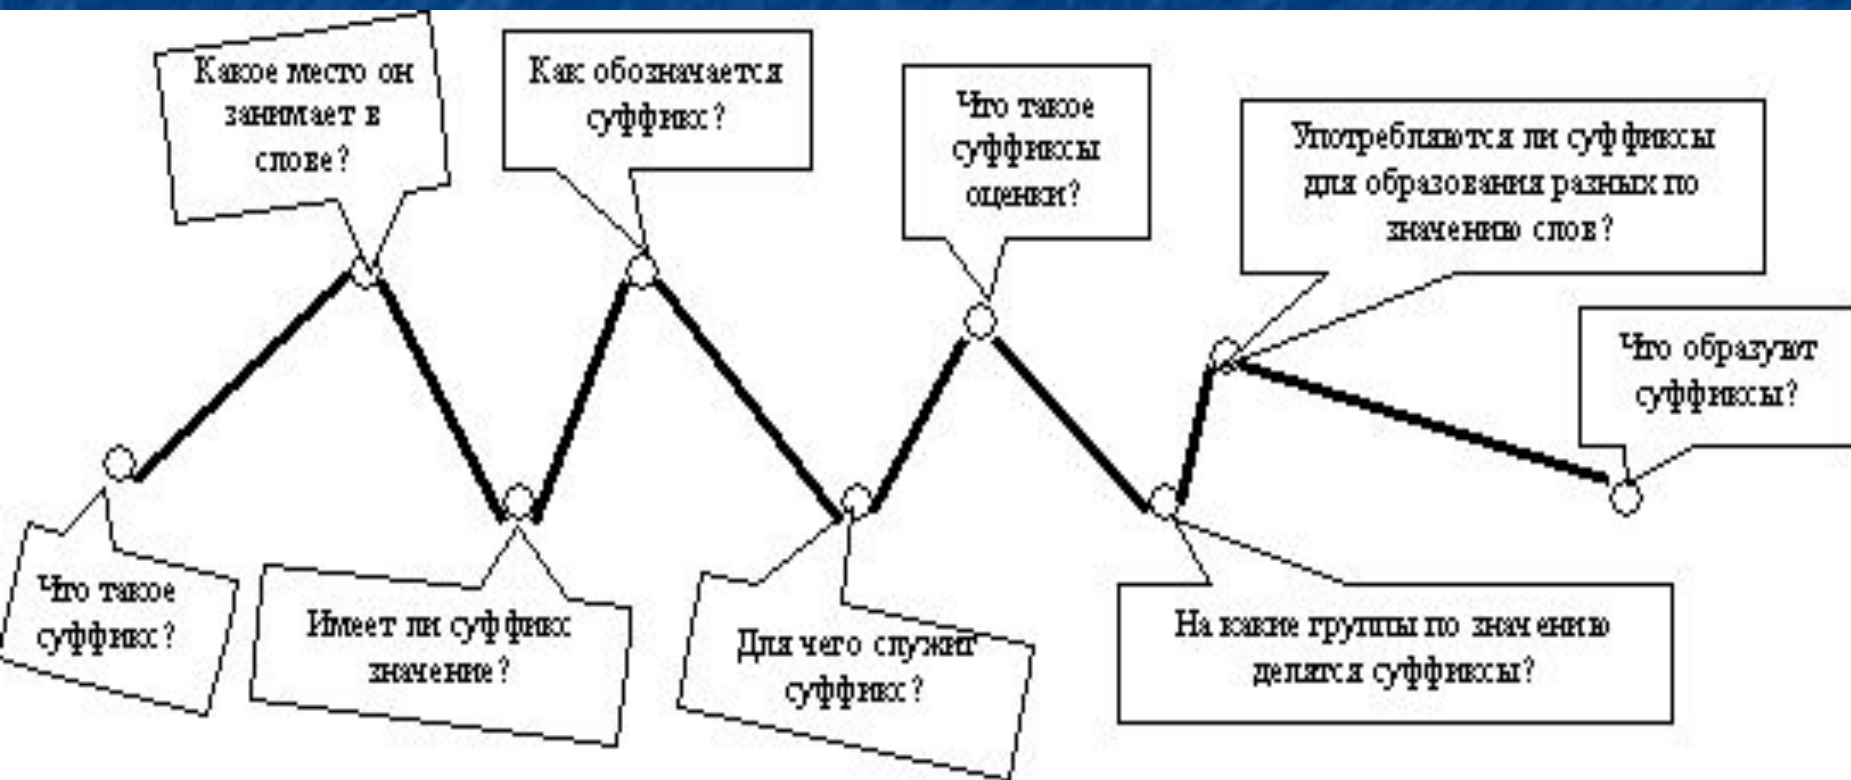 Какое место он
занимает в
слове?
Как обозначается
суффикс?
Что такое
суффиксы
оценки?
Употребляются ли суффиксы
для образования разных по
значению слов?
Что образуют
суффиксы?
Что такое
суффикс?
Имеет ли суффикс
значение?
Для чего служит
суффикс?
На какие группы по значению
делятся суффиксы?